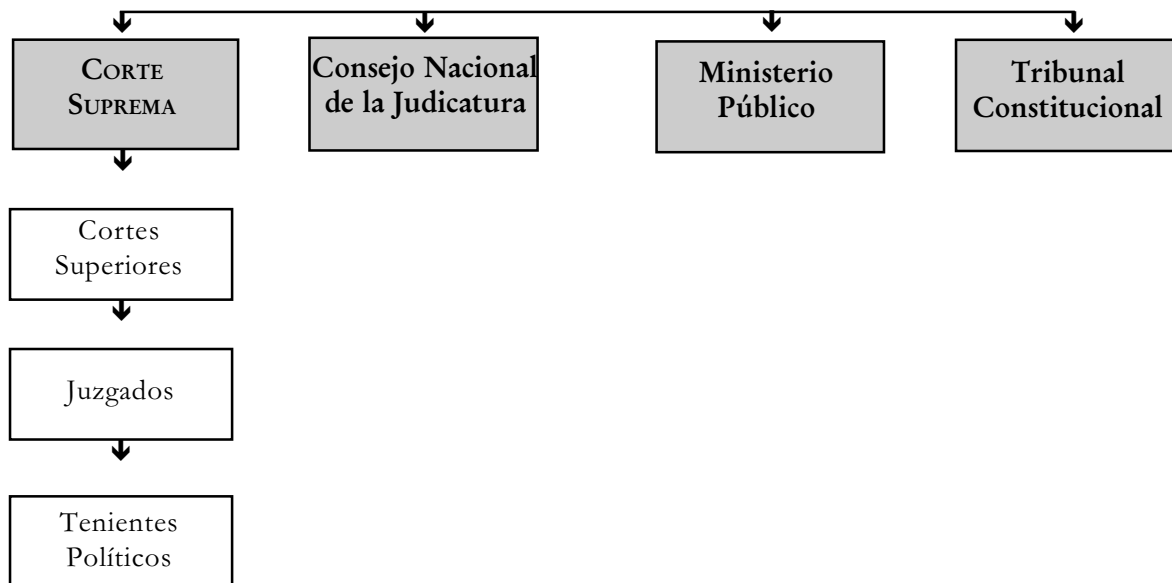 CORTE
SUPREMA
Consejo Nacional
de la Judicatura
Ministerio
Público
Tribunal
Constitucional
Cortes
Superiores
Juzgados
Tenientes
Políticos